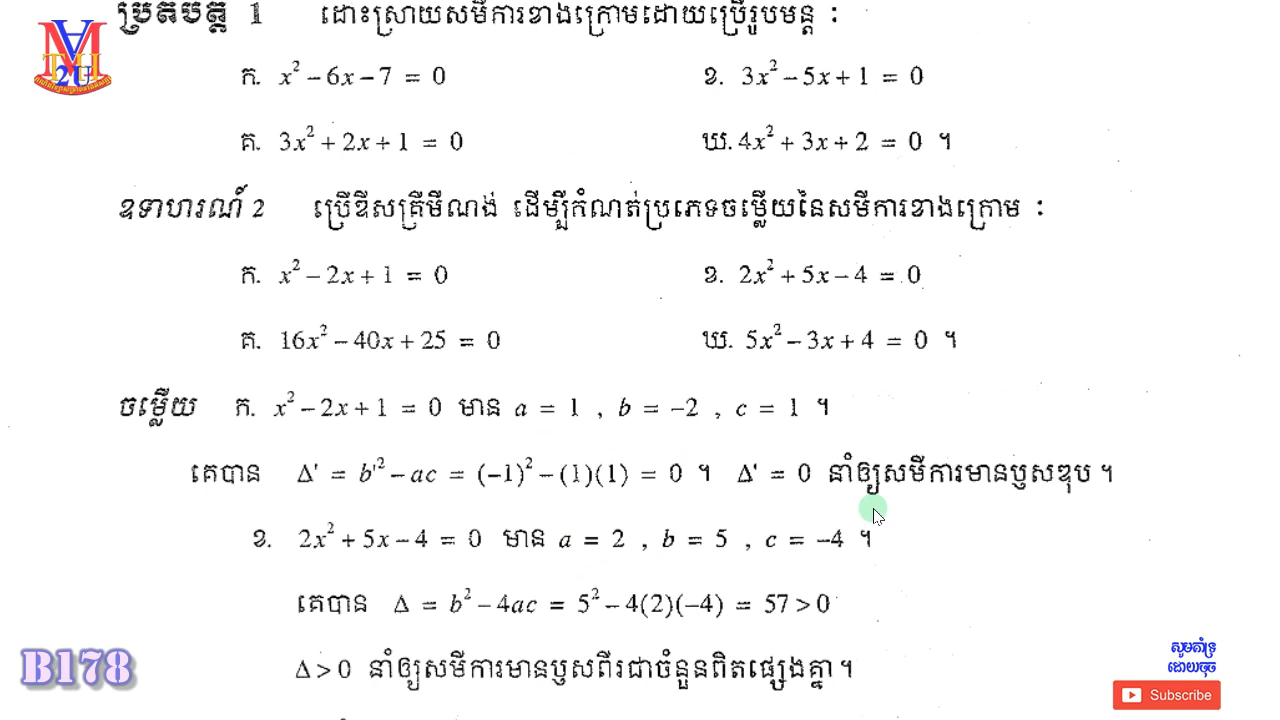 ប្រតិបត្តិ 1 ដោះស្រាយសមីការខាងក្រោមដោយប្រើរូបមន្ត :
ក. x² – 6x – 7 = 0 ខ. 3x² – 5x + 1 = 0
គ. 3x² + 2x + 1 = 0 ឃ. 4x² + 3x + 2 = 0 ។
ឧទាហរណ៍ 2 ប្រើឌីសគ្រីមីណង់ ដើម្បីកំណត់ប្រភេទចម្លើយនៃសមីការខាងក្រោម :
ក. x² – 2x + 1 = 0 ខ. 2x² + 5x – 4 = 0
គ. 16x² – 40x + 25 = 0 ឃ. 5x² – 3x + 4 = 0 ។
ចម្លើយ ក. x² – 2x + 1 = 0 មាន a = 1 , b = –2 , c = 1 ។
គេបាន Δ' = b'² – ac = (–1)² – (1)(1) = 0 ។ Δ' = 0 នាំឲ្យសមីការមានឫសឌុប ។
ខ. 2x² + 5x – 4 = 0 មាន a = 2 , b = 5 , c = –4 ។
គេបាន Δ = b² – 4ac = 5² – 4(2)(–4) = 57 > 0
Δ > 0 នាំឲ្យសមីការមានឫសពីរជាចំនួនពិតផ្សេងគ្នា ។
B178
សូមគាំទ្រ
ដោយចុច
Subscribe